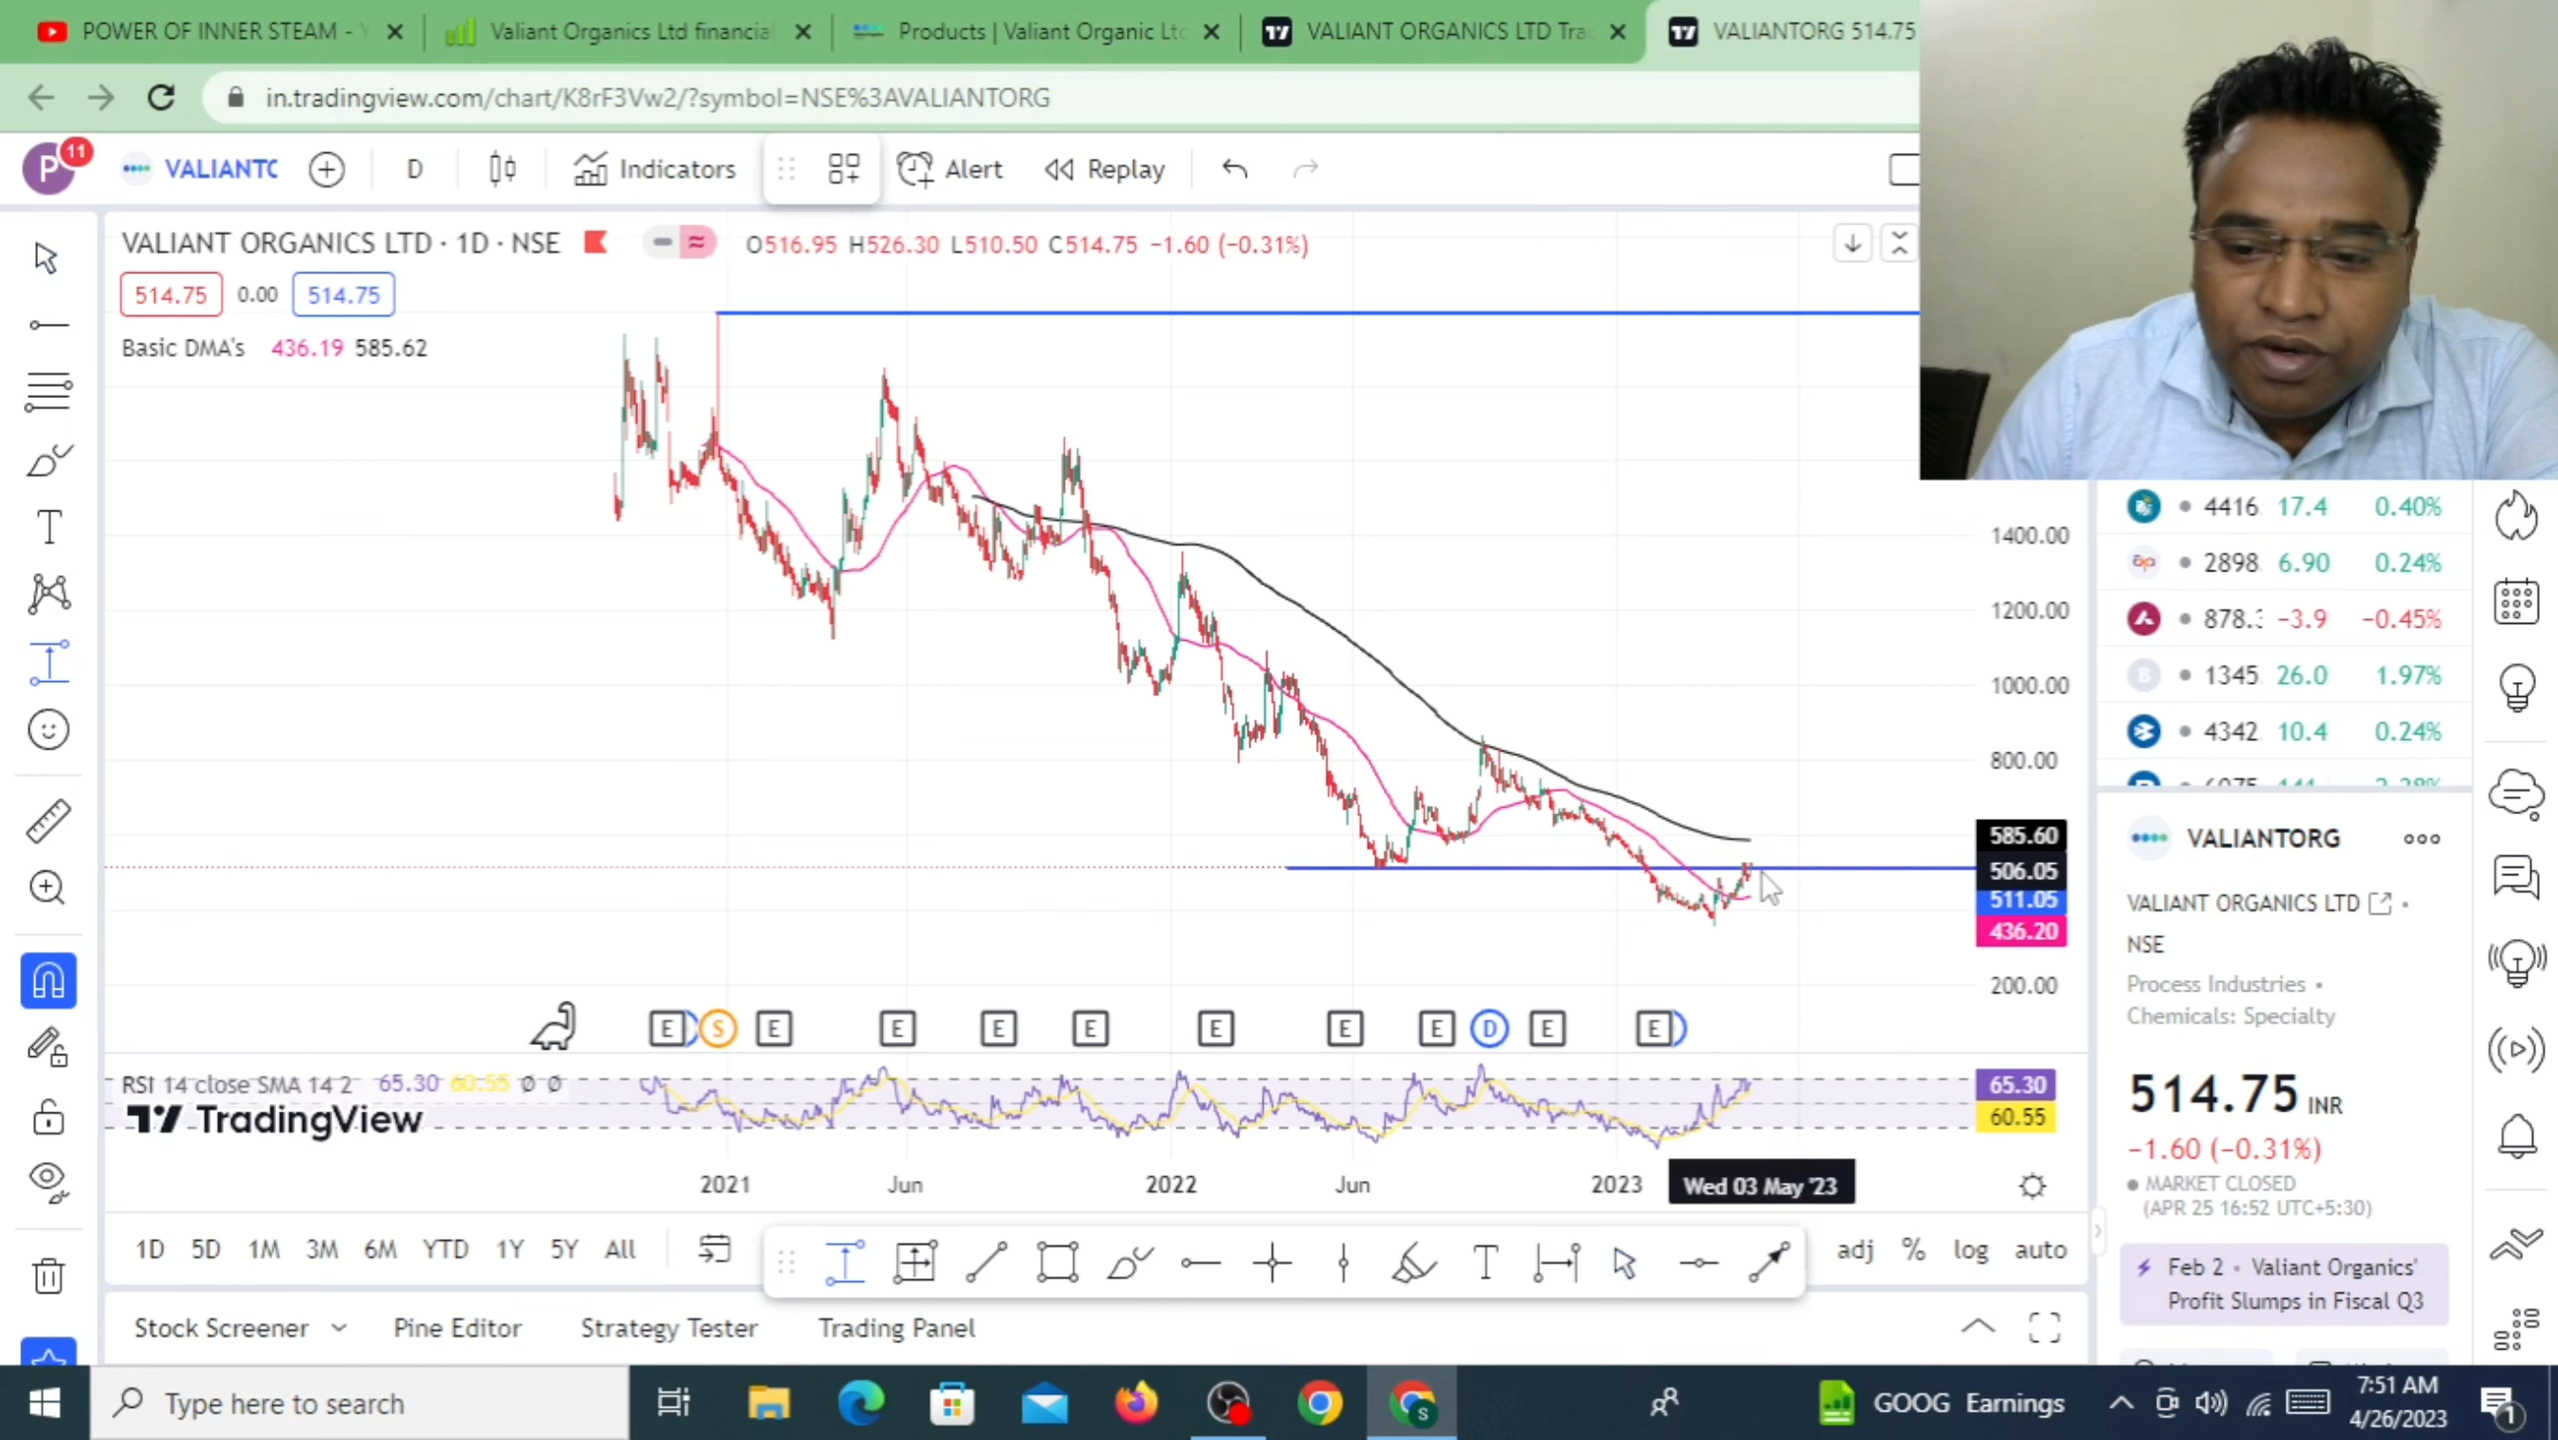 POWER OF INNER STEAM - Y
Valiant Organics Ltd financial
Products | Valiant Organic Ltd
VALIANT ORGANICS LTD Trad
VALIANTORG 514.75
in.tradingview.com/chart/K8rF3Vw2/?symbol=NSE%3AVALIANTORG
P 11
VALIANTC
D
Indicators
Alert
Replay
VALIANT ORGANICS LTD · 1D · NSE
O516.95 H526.30 L510.50 C514.75 −1.60 (−0.31%)
514.75 0.00 514.75
Basic DMA's 436.19 585.62
1400.00
1200.00
1000.00
800.00
585.60
506.05
511.05
436.20
200.00
E S E E E E E E E D E E
RSI 14 close SMA 14 2 65.30 60.55 Ø Ø
65.30
60.55
TradingView
2021 Jun 2022 Jun 2023 Wed 03 May '23
1D 5D 1M 3M 6M YTD 1Y 5Y All
adj % log auto
Stock Screener
Pine Editor
Strategy Tester
Trading Panel
4416 17.4 0.40%
2898 6.90 0.24%
878. −3.9 −0.45%
1345 26.0 1.97%
4342 10.4 0.24%
VALIANTORG
VALIANT ORGANICS LTD
NSE
Process Industries •
Chemicals: Specialty
514.75 INR
−1.60 (−0.31%)
MARKET CLOSED
(APR 25 16:52 UTC+5:30)
Feb 2 • Valiant Organics'
Profit Slumps in Fiscal Q3
Type here to search
GOOG Earnings
7:51 AM
4/26/2023
1